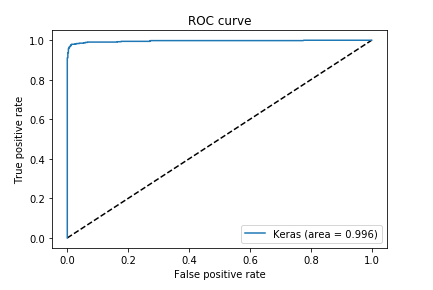 ROC curve
1.0
0.8
0.6
0.4
0.2
0.0
True positive rate
Keras (area = 0.996)
0.0 0.2 0.4 0.6 0.8 1.0
False positive rate